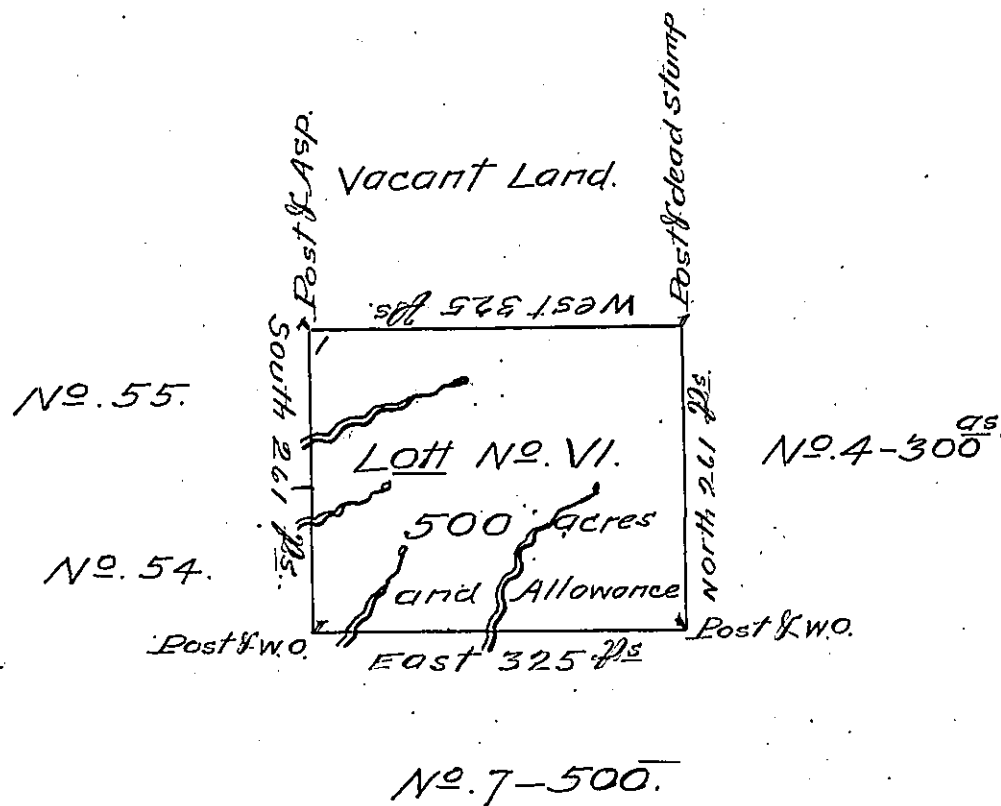 Post & Asp.
Vacant Land.
Post & dead stump
West 325 ps.
South 261 ps.
No. 55.
Lott No. VI.
500 acres
and Allowance
North 261 ps.
No. 4-300 as.
No. 54.
Post & W.O.
East 325 ps
Post & W.O.
No. 7-500.